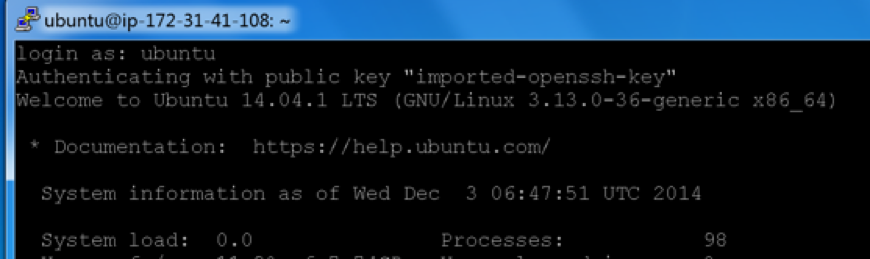 ubuntu@ip-172-31-41-108: ~
login as: ubuntu
Authenticating with public key "imported-openssh-key"
Welcome to Ubuntu 14.04.1 LTS (GNU/Linux 3.13.0-36-generic x86_64)
* Documentation:  https://help.ubuntu.com/
System information as of Wed Dec  3 06:47:51 UTC 2014
System load:  0.0 Processes: 98